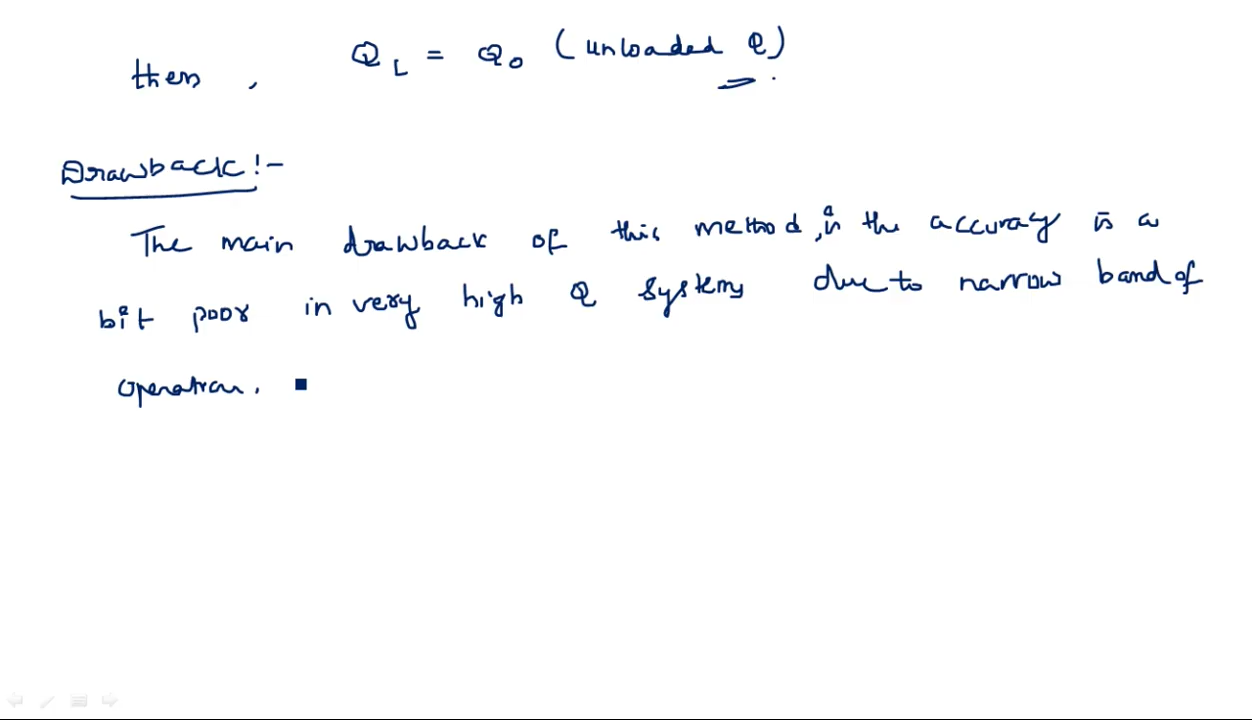 then, Q_L = Q_0 (unloaded Q)
Drawback:-
The main drawback of this method, is the accuracy is a
bit poor in very high Q systems due to narrow band of
operation.